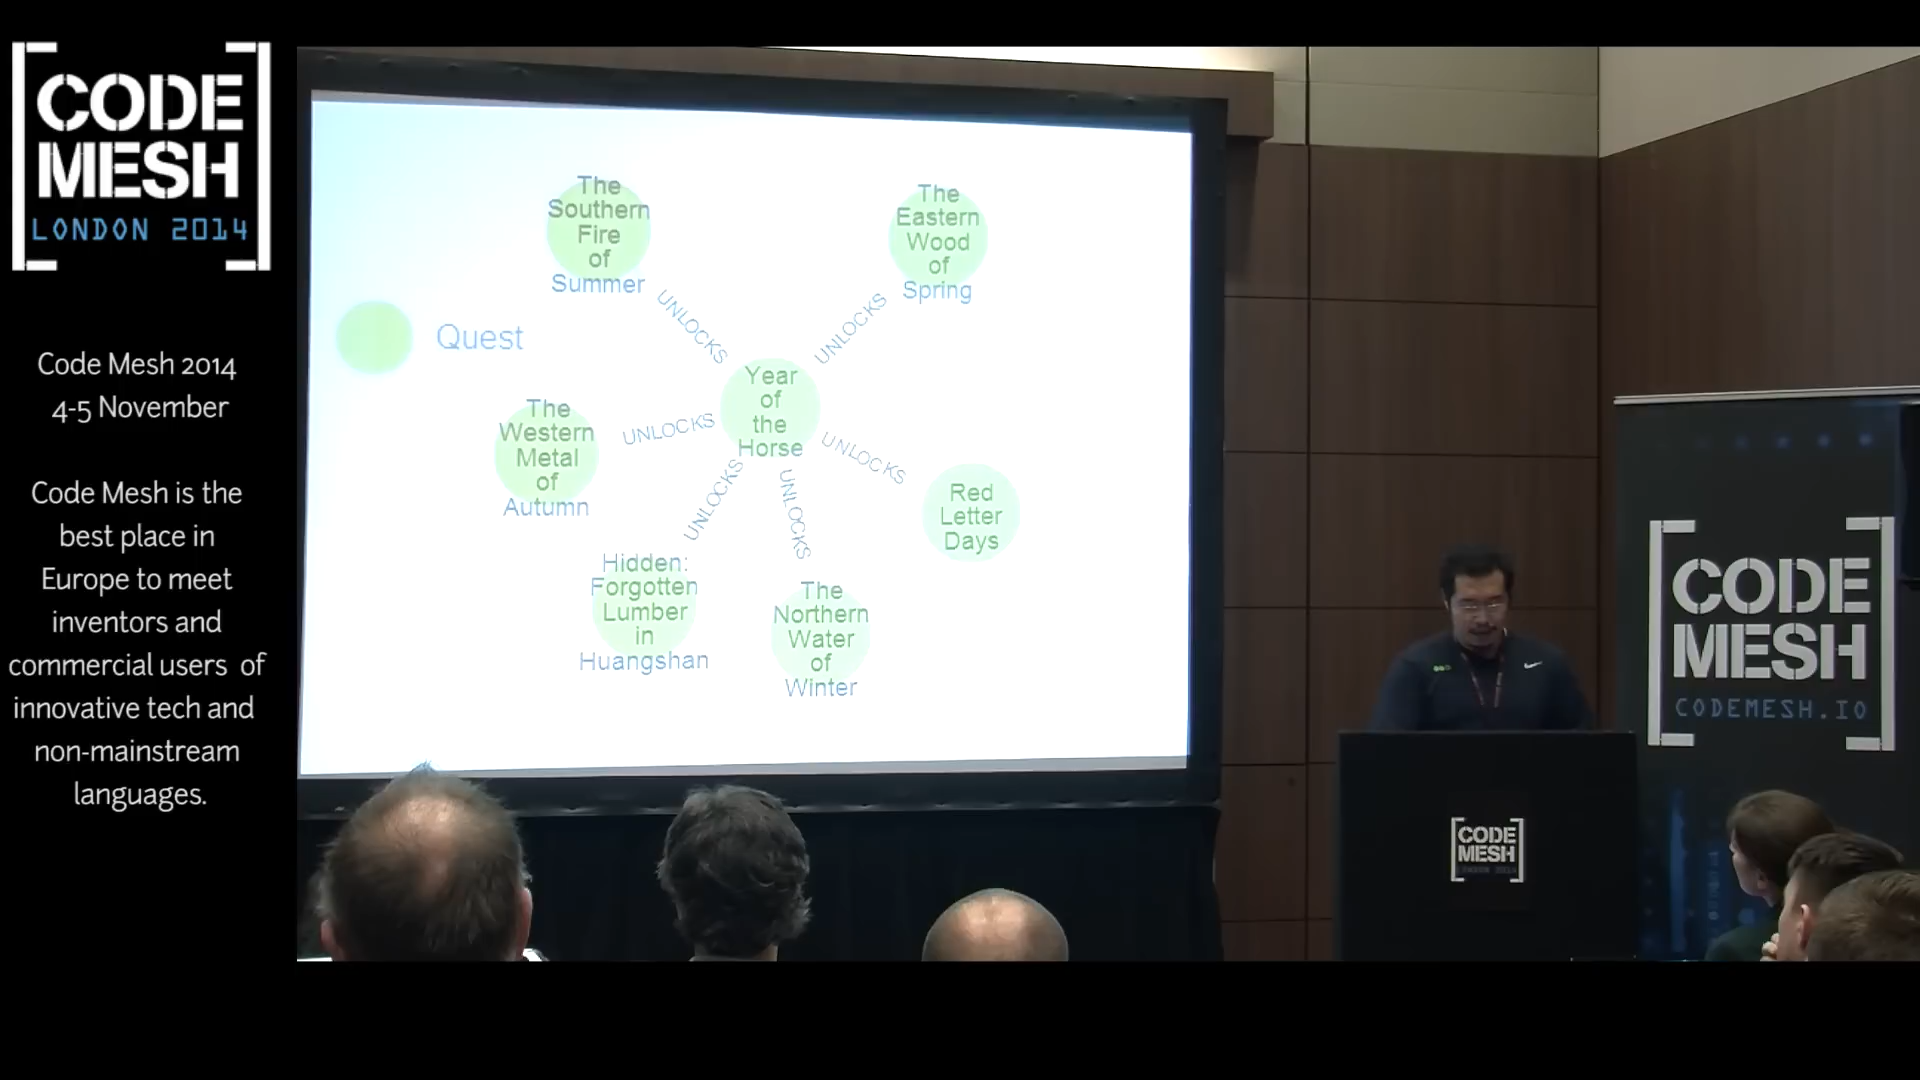 CODE
MESH
LONDON 2014
Code Mesh 2014
4-5 November
Code Mesh is the
best place in
Europe to meet
inventors and
commercial users of
innovative tech and
non-mainstream
languages.
The
Southern
Fire
of
Summer
The
Eastern
Wood
of
Spring
UNLOCKS
UNLOCKS
Quest
Year
of
the
Horse
The
Western
Metal
of
Autumn
UNLOCKS
UNLOCKS
UNLOCKS
UNLOCKS
Red
Letter
Days
Hidden:
Forgotten
Lumber
in
Huangshan
The
Northern
Water
of
Winter
CODE
MESH
CODEMESH.IO
CODE
MESH
LONDON 2014